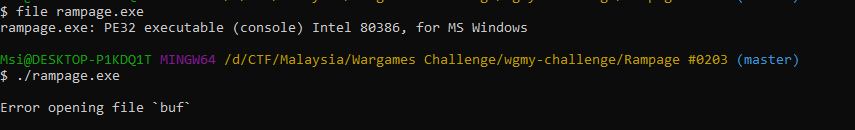 $ file rampage.exe
rampage.exe: PE32 executable (console) Intel 80386, for MS Windows
Msi@DESKTOP-P1KDQ1T MINGW64 /d/CTF/Malaysia/Wargames Challenge/wgmy-challenge/Rampage #0203 (master)
$ ./rampage.exe
Error opening file `buf`